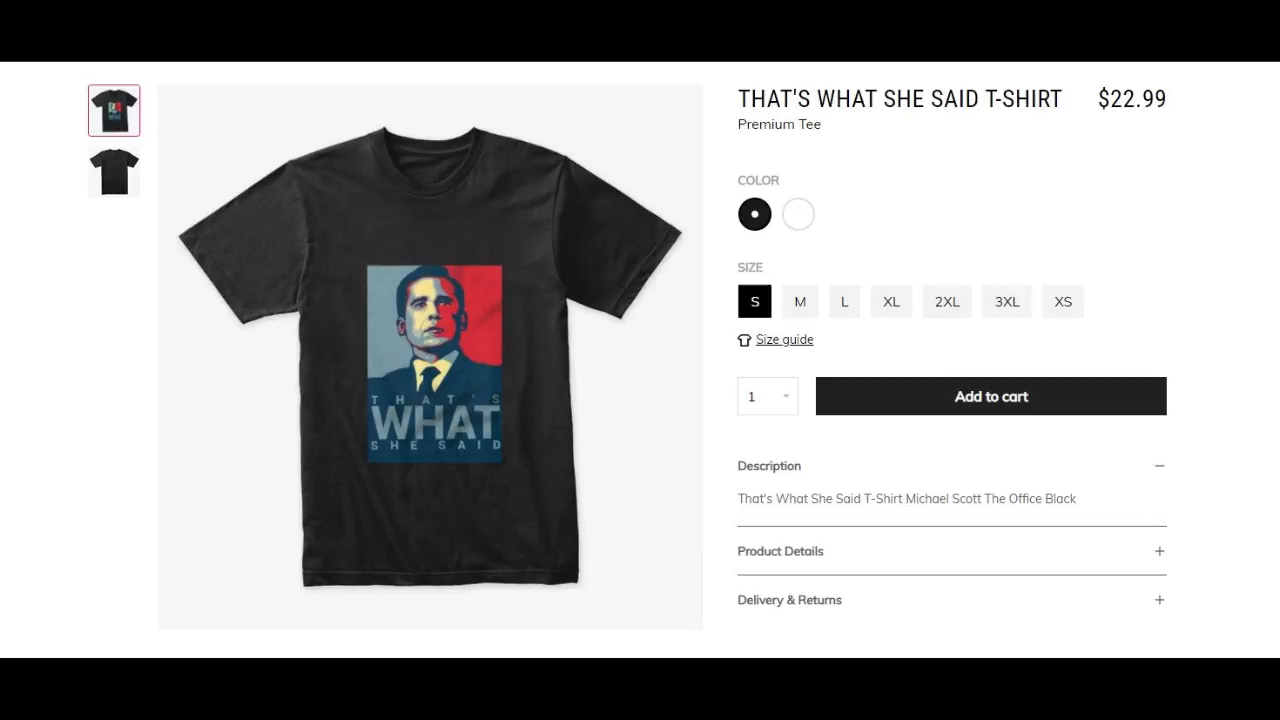 THAT'S
WHAT
SHE SAID
THAT'S WHAT SHE SAID T-SHIRT $22.99
Premium Tee
COLOR
SIZE
S M L XL 2XL 3XL XS
Size guide
1 Add to cart
Description
That's What She Said T-Shirt Michael Scott The Office Black
Product Details
Delivery & Returns